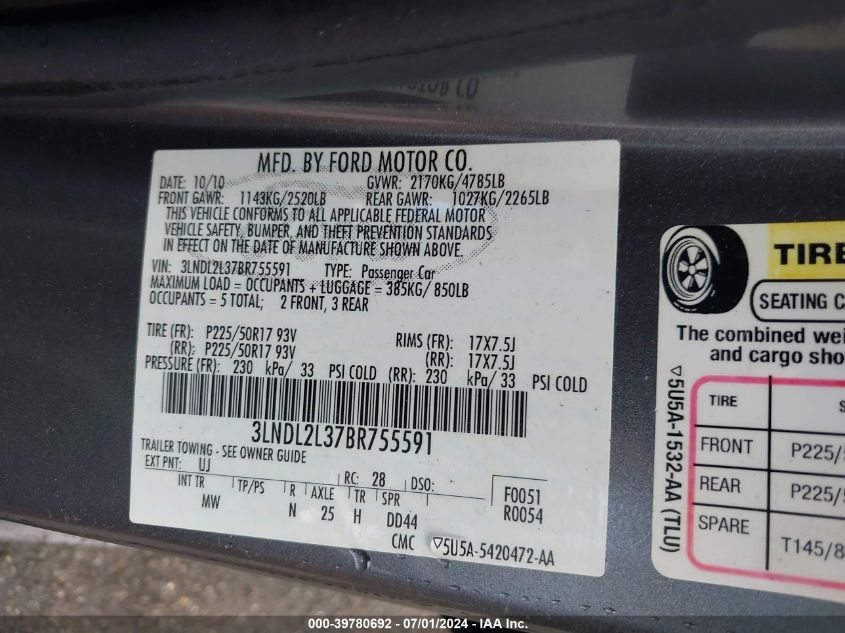 MFD. BY FORD MOTOR CO.
DATE: 10/10 GVWR: 2170KG/4785LB
FRONT GAWR: 1143KG/2520LB REAR GAWR: 1027KG/2265LB
THIS VEHICLE CONFORMS TO ALL APPLICABLE FEDERAL MOTOR
VEHICLE SAFETY, BUMPER, AND THEFT PREVENTION STANDARDS
IN EFFECT ON THE DATE OF MANUFACTURE SHOWN ABOVE.
VIN: 3LNDL2L37BR755591 TYPE: Passenger Car
MAXIMUM LOAD = OCCUPANTS + LUGGAGE = 385KG/ 850LB
OCCUPANTS = 5 TOTAL; 2 FRONT, 3 REAR
TIRE (FR): P225/50R17 93V RIMS (FR): 17X7.5J
(RR): P225/50R17 93V (RR): 17X7.5J
PRESSURE (FR): 230 kPa/ 33 PSI COLD (RR): 230 kPa/ 33 PSI COLD
3LNDL2L37BR755591
TRAILER TOWING - SEE OWNER GUIDE
EXT PNT: UJ RC: 28 DSO: F0051
INT TR TP/PS R AXLE TR SPR R0054
MW N 25 H DD44
CMC ▽5U5A-5420472-AA
TIRE
SEATING C
The combined wei
and cargo sho
▽5U5A-1532-AA (TLU)
TIRE S
FRONT P225/5
REAR P225/5
SPARE T145/8
000-39780692 - 07/01/2024 - IAA Inc.